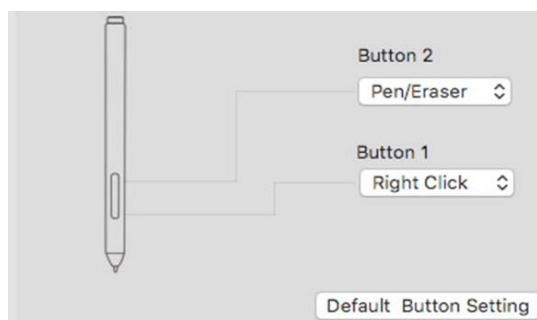 Button 2
Pen/Eraser
Button 1
Right Click
Default Button Setting